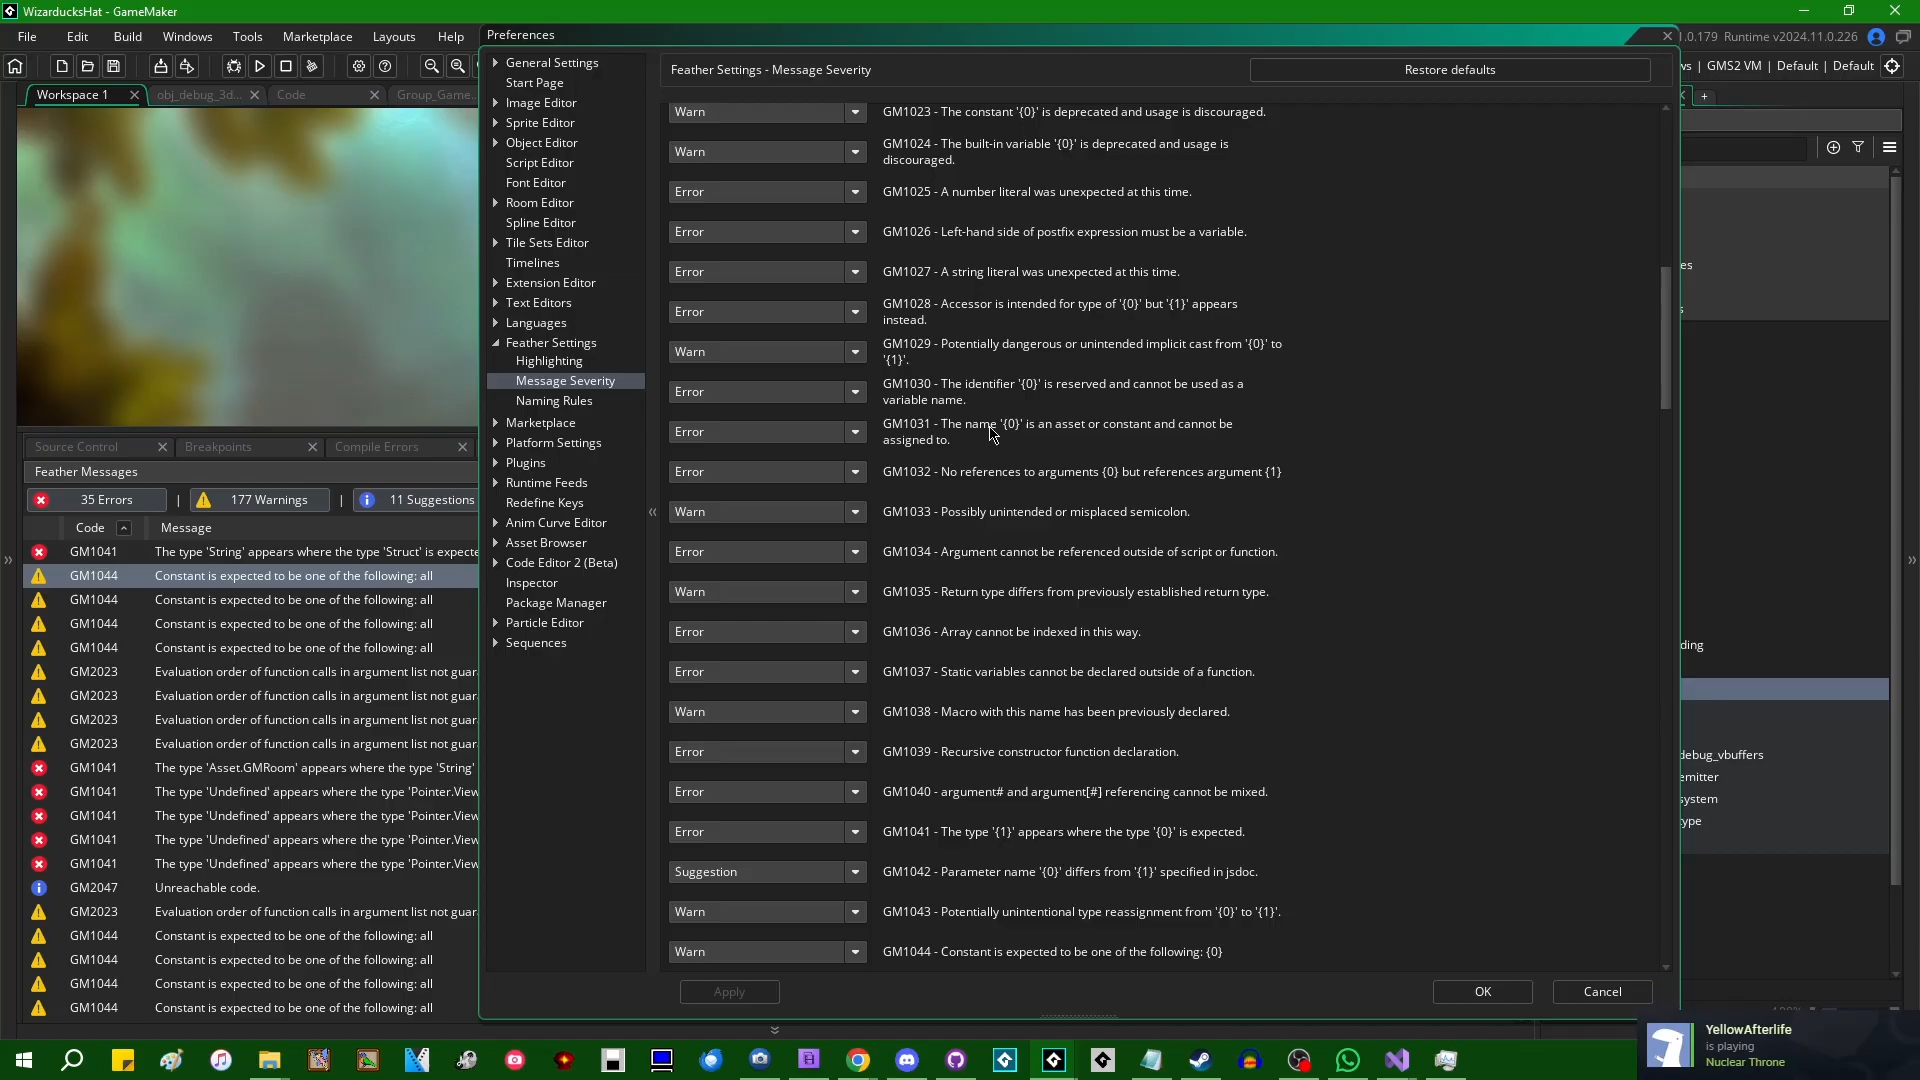 WizarducksHat - GameMaker
File Edit Build Windows Tools Marketplace Layouts Help
Preferences
1.0.179 Runtime v2024.11.0.226
ws | GMS2 VM | Default | Default
Workspace 1
obj_debug_3d...
Code
Group_Game...
General Settings
Start Page
Image Editor
Sprite Editor
Object Editor
Script Editor
Font Editor
Room Editor
Spline Editor
Tile Sets Editor
Timelines
Extension Editor
Text Editors
Languages
Feather Settings
Highlighting
Message Severity
Naming Rules
Marketplace
Platform Settings
Plugins
Runtime Feeds
Redefine Keys
Anim Curve Editor
Asset Browser
Code Editor 2 (Beta)
Inspector
Package Manager
Particle Editor
Sequences
Feather Settings - Message Severity
Restore defaults
Warn GM1023 - The constant '{0}' is deprecated and usage is discouraged.
Warn GM1024 - The built-in variable '{0}' is deprecated and usage is
discouraged.
Error GM1025 - A number literal was unexpected at this time.
Error GM1026 - Left-hand side of postfix expression must be a variable.
Error GM1027 - A string literal was unexpected at this time.
Error GM1028 - Accessor is intended for type of '{0}' but '{1}' appears
instead.
Warn GM1029 - Potentially dangerous or unintended implicit cast from '{0}' to
'{1}'.
Error GM1030 - The identifier '{0}' is reserved and cannot be used as a
variable name.
Error GM1031 - The name '{0}' is an asset or constant and cannot be
assigned to.
Error GM1032 - No references to arguments {0} but references argument {1}
Warn GM1033 - Possibly unintended or misplaced semicolon.
Error GM1034 - Argument cannot be referenced outside of script or function.
Warn GM1035 - Return type differs from previously established return type.
Error GM1036 - Array cannot be indexed in this way.
Error GM1037 - Static variables cannot be declared outside of a function.
Warn GM1038 - Macro with this name has been previously declared.
Error GM1039 - Recursive constructor function declaration.
Error GM1040 - argument# and argument[#] referencing cannot be mixed.
Error GM1041 - The type '{1}' appears where the type '{0}' is expected.
Suggestion GM1042 - Parameter name '{0}' differs from '{1}' specified in jsdoc.
Warn GM1043 - Potentially unintentional type reassignment from '{0}' to '{1}'.
Warn GM1044 - Constant is expected to be one of the following: {0}
Apply
OK
Cancel
Source Control
Breakpoints
Compile Errors
Feather Messages
35 Errors | 177 Warnings | 11 Suggestions
Code Message
GM1041 The type 'String' appears where the type 'Struct' is expecte
GM1044 Constant is expected to be one of the following: all
GM1044 Constant is expected to be one of the following: all
GM1044 Constant is expected to be one of the following: all
GM1044 Constant is expected to be one of the following: all
GM2023 Evaluation order of function calls in argument list not guar
GM2023 Evaluation order of function calls in argument list not guar
GM2023 Evaluation order of function calls in argument list not guar
GM2023 Evaluation order of function calls in argument list not guar
GM1041 The type 'Asset.GMRoom' appears where the type 'String'
GM1041 The type 'Undefined' appears where the type 'Pointer.View
GM1041 The type 'Undefined' appears where the type 'Pointer.View
GM1041 The type 'Undefined' appears where the type 'Pointer.View
GM1041 The type 'Undefined' appears where the type 'Pointer.View
GM2047 Unreachable code.
GM2023 Evaluation order of function calls in argument list not guar
GM1044 Constant is expected to be one of the following: all
GM1044 Constant is expected to be one of the following: all
GM1044 Constant is expected to be one of the following: all
GM1044 Constant is expected to be one of the following: all
es
s
ding
debug_vbuffers
emitter
system
type
YellowAfterlife
is playing
Nuclear Throne